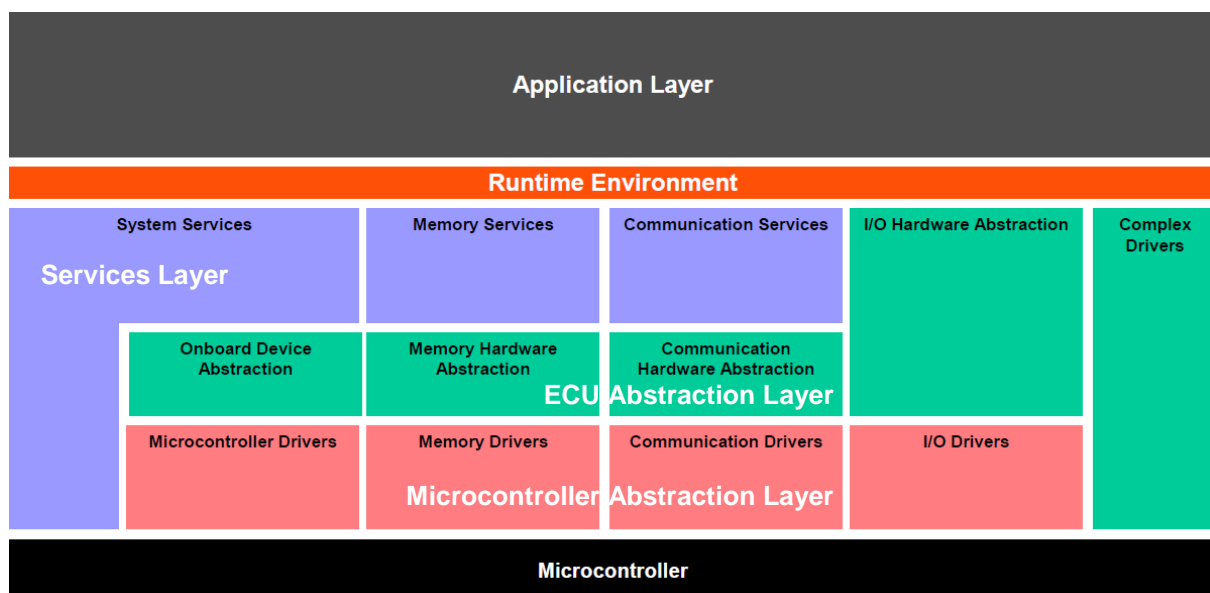 Application Layer
Runtime Environment
System Services
Memory Services
Communication Services
I/O Hardware Abstraction
Complex
Drivers
Services Layer
Onboard Device
Abstraction
Memory Hardware
Abstraction
Communication
Hardware Abstraction
ECU Abstraction Layer
Microcontroller Drivers
Memory Drivers
Communication Drivers
I/O Drivers
Microcontroller Abstraction Layer
Microcontroller